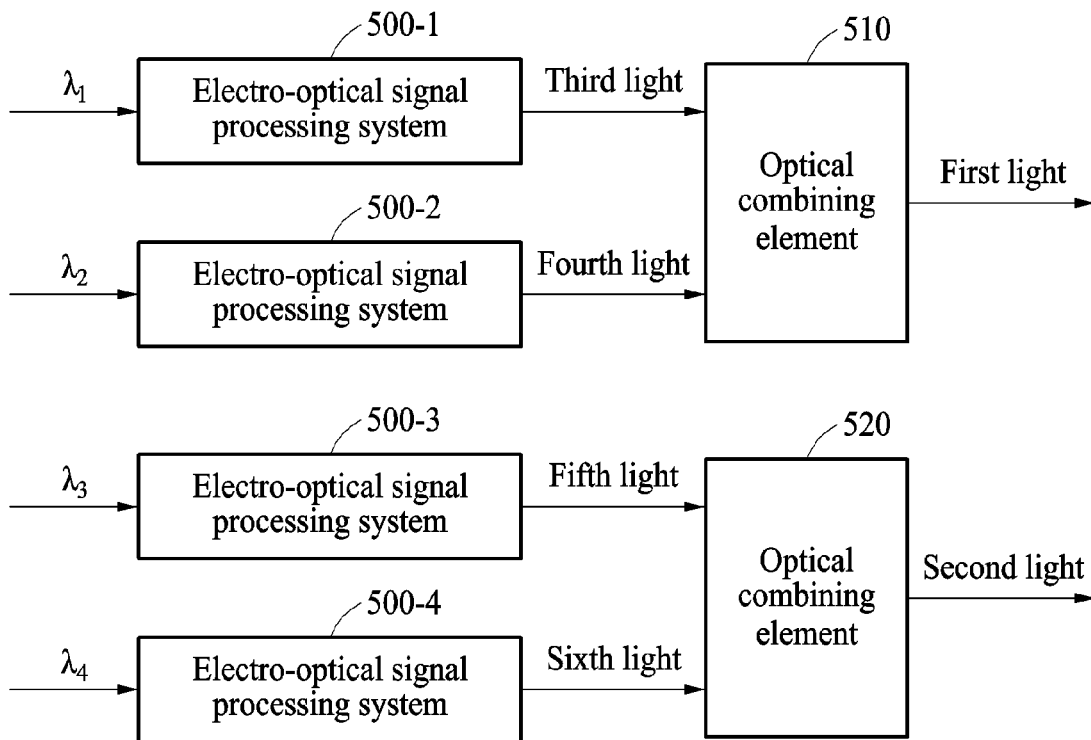 500-1
510
λ1
Electro-optical signal
processing system
Third light
Optical
combining
element
First light
500-2
λ2
Electro-optical signal
processing system
Fourth light
500-3
520
λ3
Electro-optical signal
processing system
Fifth light
Optical
combining
element
Second light
500-4
λ4
Electro-optical signal
processing system
Sixth light